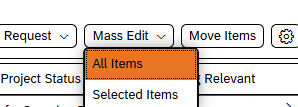 Request Mass Edit Move Items
All Items
Project Status Relevant
Selected Items